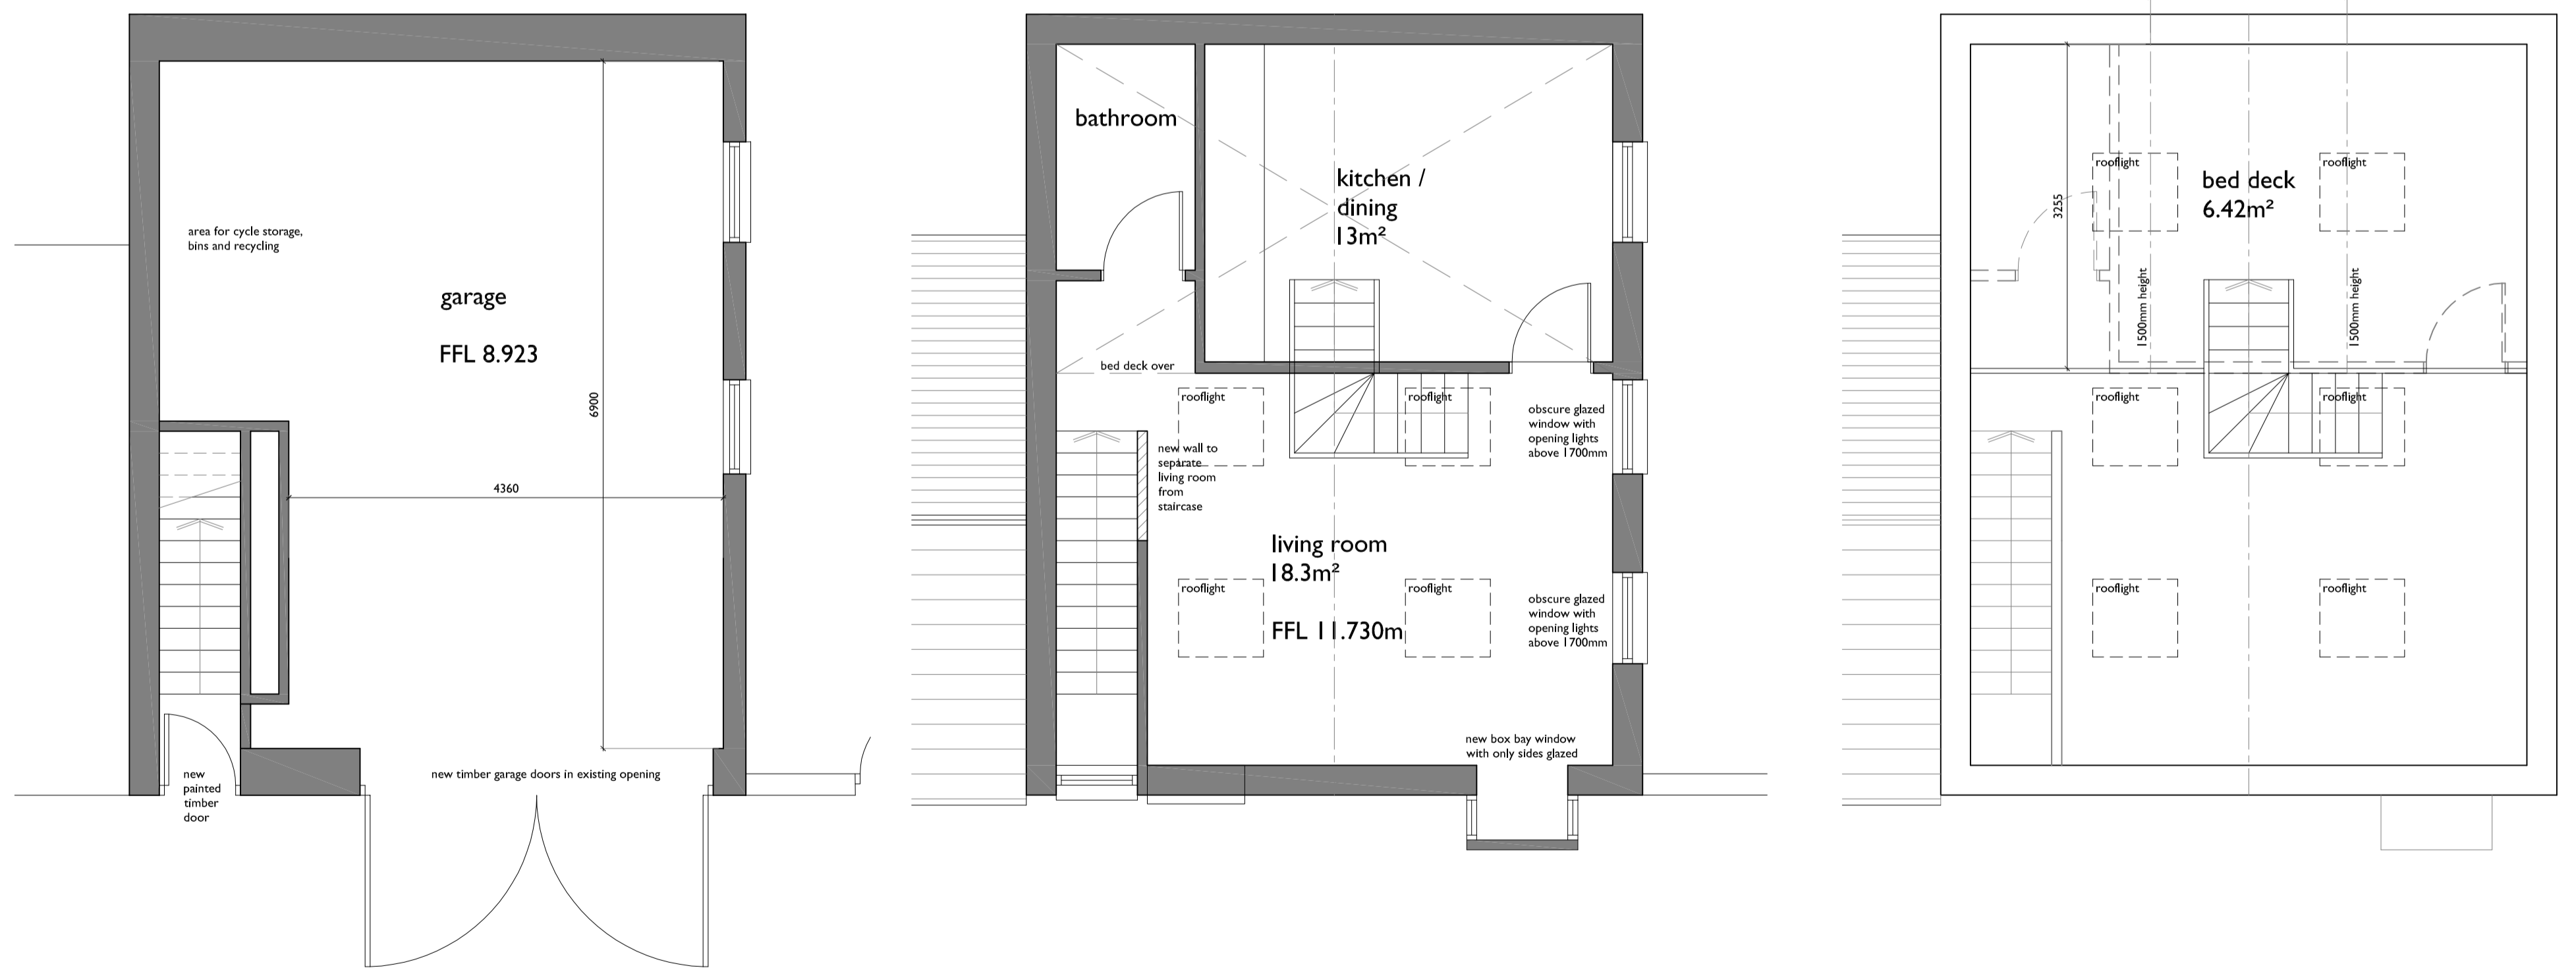 area for cycle storage,
bins and recycling
garage
FFL 8.923
6900
4360
new
painted
timber
door
new timber garage doors in existing opening
bathroom
kitchen /
dining
13m²
bed deck over
rooflight
rooflight
obscure glazed
window with
opening lights
above 1700mm
new wall to
separate
living room
from
staircase
living room
18.3m²
FFL 11.730m
rooflight
rooflight
obscure glazed
window with
opening lights
above 1700mm
new box bay window
with only sides glazed
rooflight
rooflight
bed deck
6.42m²
3255
1500mm height
1500mm height
rooflight
rooflight
rooflight
rooflight